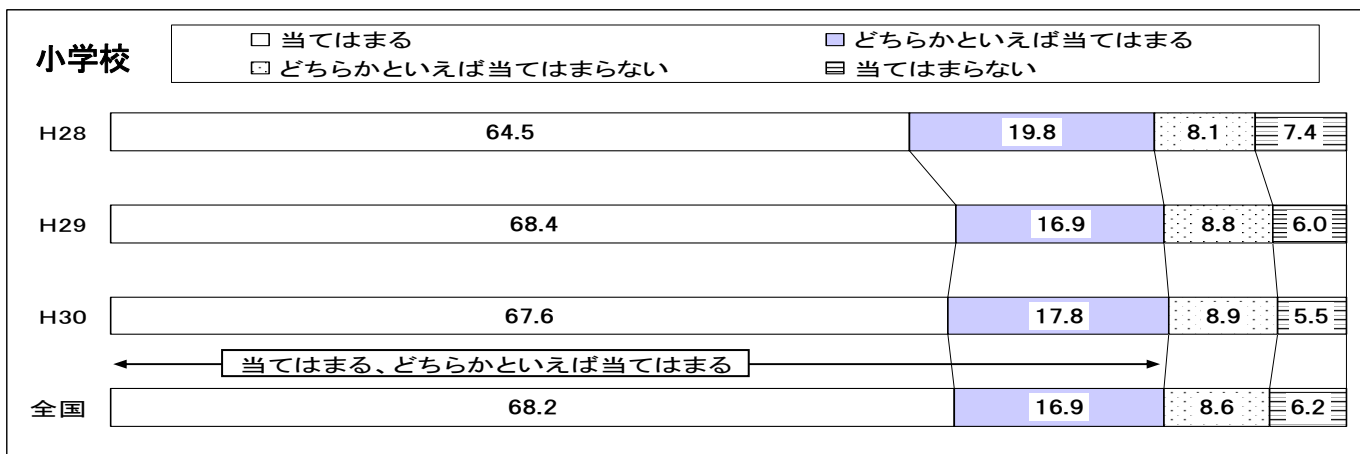 小学校
当てはまる どちらかといえば当てはまる
どちらかといえば当てはまらない 当てはまらない
H28 64.5 19.8 8.1 7.4
H29 68.4 16.9 8.8 6.0
H30 67.6 17.8 8.9 5.5
当てはまる、どちらかといえば当てはまる
全国 68.2 16.9 8.6 6.2